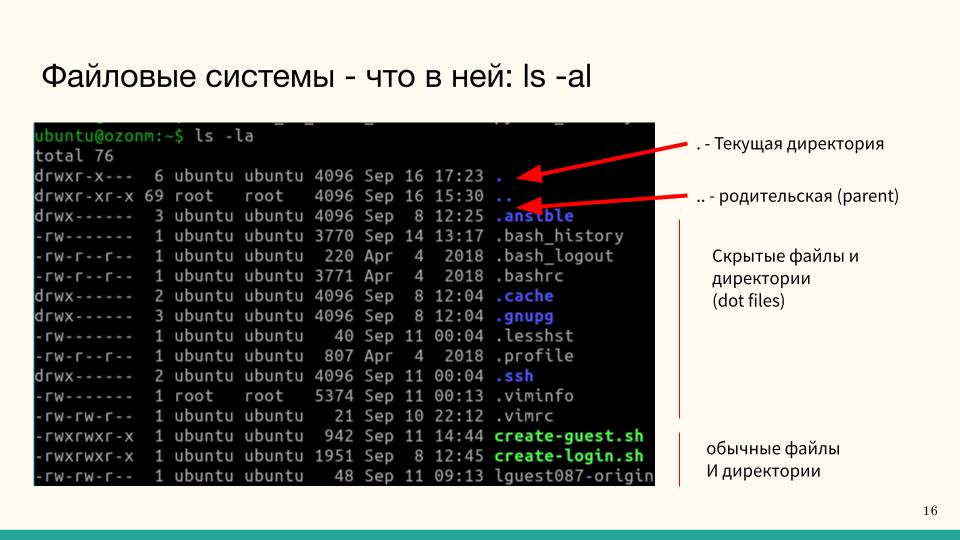 Файловые системы - что в ней: ls -al
ubuntu@ozonm:~$ ls -la
total 76
drwxr-x---  6 ubuntu ubuntu 4096 Sep 16 17:23 .
drwxr-xr-x 69 root   root   4096 Sep 16 15:30 ..
drwx------  3 ubuntu ubuntu 4096 Sep  8 12:25 .ansible
-rw-------  1 ubuntu ubuntu 3770 Sep 14 13:17 .bash_history
-rw-r--r--  1 ubuntu ubuntu  220 Apr  4  2018 .bash_logout
-rw-r--r--  1 ubuntu ubuntu 3771 Apr  4  2018 .bashrc
drwx------  2 ubuntu ubuntu 4096 Sep  8 12:04 .cache
drwx------  3 ubuntu ubuntu 4096 Sep  8 12:04 .gnupg
-rw-------  1 ubuntu ubuntu   40 Sep 11 00:04 .lesshst
-rw-r--r--  1 ubuntu ubuntu  807 Apr  4  2018 .profile
drwx------  2 ubuntu ubuntu 4096 Sep 11 00:04 .ssh
-rw-------  1 root   root   5374 Sep 11 00:13 .viminfo
-rw-rw-r--  1 ubuntu ubuntu   21 Sep 10 22:12 .vimrc
-rwxrwxr-x  1 ubuntu ubuntu  942 Sep 11 14:44 create-guest.sh
-rwxrwxr-x  1 ubuntu ubuntu 1951 Sep  8 12:45 create-login.sh
-rw-rw-r--  1 ubuntu ubuntu   48 Sep 11 09:13 lguest087-origin
. - Текущая директория
.. - родительская (parent)
Скрытые файлы и
директории
(dot files)
обычные файлы
И директории
16